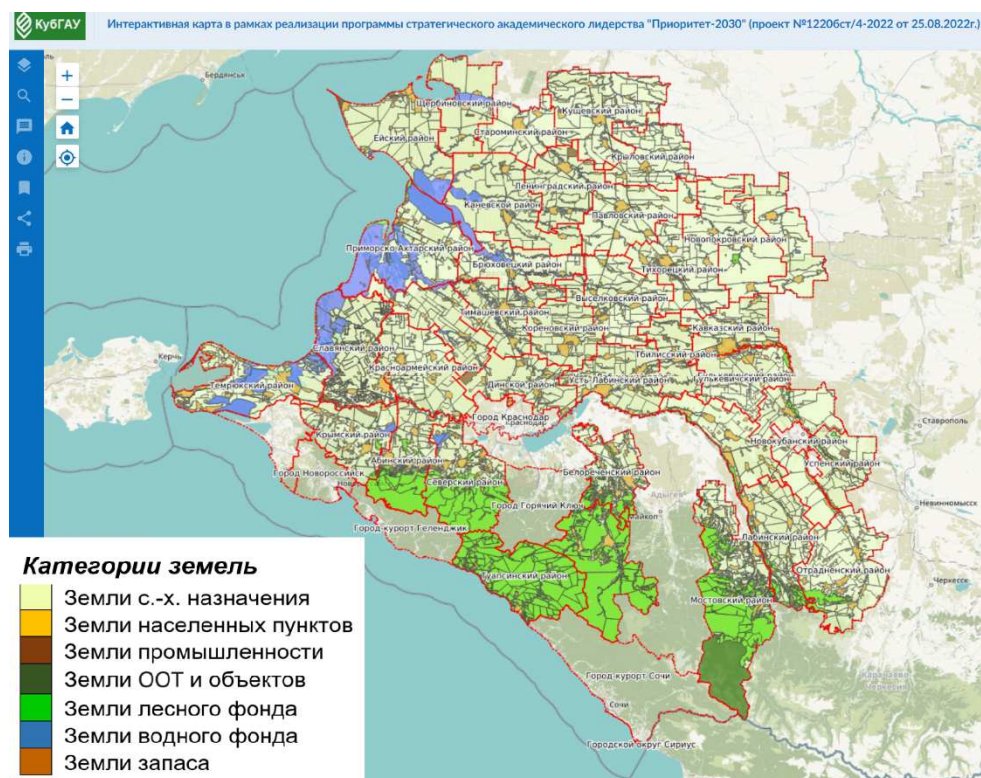 КубГАУ
Интерактивная карта в рамках реализации программы стратегического академического лидерства "Приоритет-2030" (проект №12206ст/4-2022 от 25.08.2022г.)
Бердянськ
Щербиновский район
Кущевский район
Ейский район
Староминский район
Крыловский район
Ленинградский район
Каневской район
Павловский район
Новопокровский район
Приморско-Ахтарский район
Брюховецкий район
Тихорецкий район
Выселковский район
Тимашевский район
Кореновский район
Кавказский район
Славянский район
Тбилисский район
Керчь
Красноармейский район
Гулькевичский район
Темрюкский район
Динской район
Усть Лабинский район
Город Краснодар
Краснодар
Ставрополь
Крымский район
Новокубанский район
Абинский район
Успенский район
Город Новороссийск
Северский район
Белореченский район
Адыгея
Невинномысск
Город Горячий Ключ
Майкоп
Город-курорт Геленджик
Лабинский район
Туапсинский район
Отрадненский район
Черкесск
Мостовский район
Город-курорт Сочи
Карачаево-
Черкесия
Сочи
Городской округ Сириус
Категории земель
Земли с.-х. назначения
Земли населенных пунктов
Земли промышленности
Земли ООТ и объектов
Земли лесного фонда
Земли водного фонда
Земли запаса